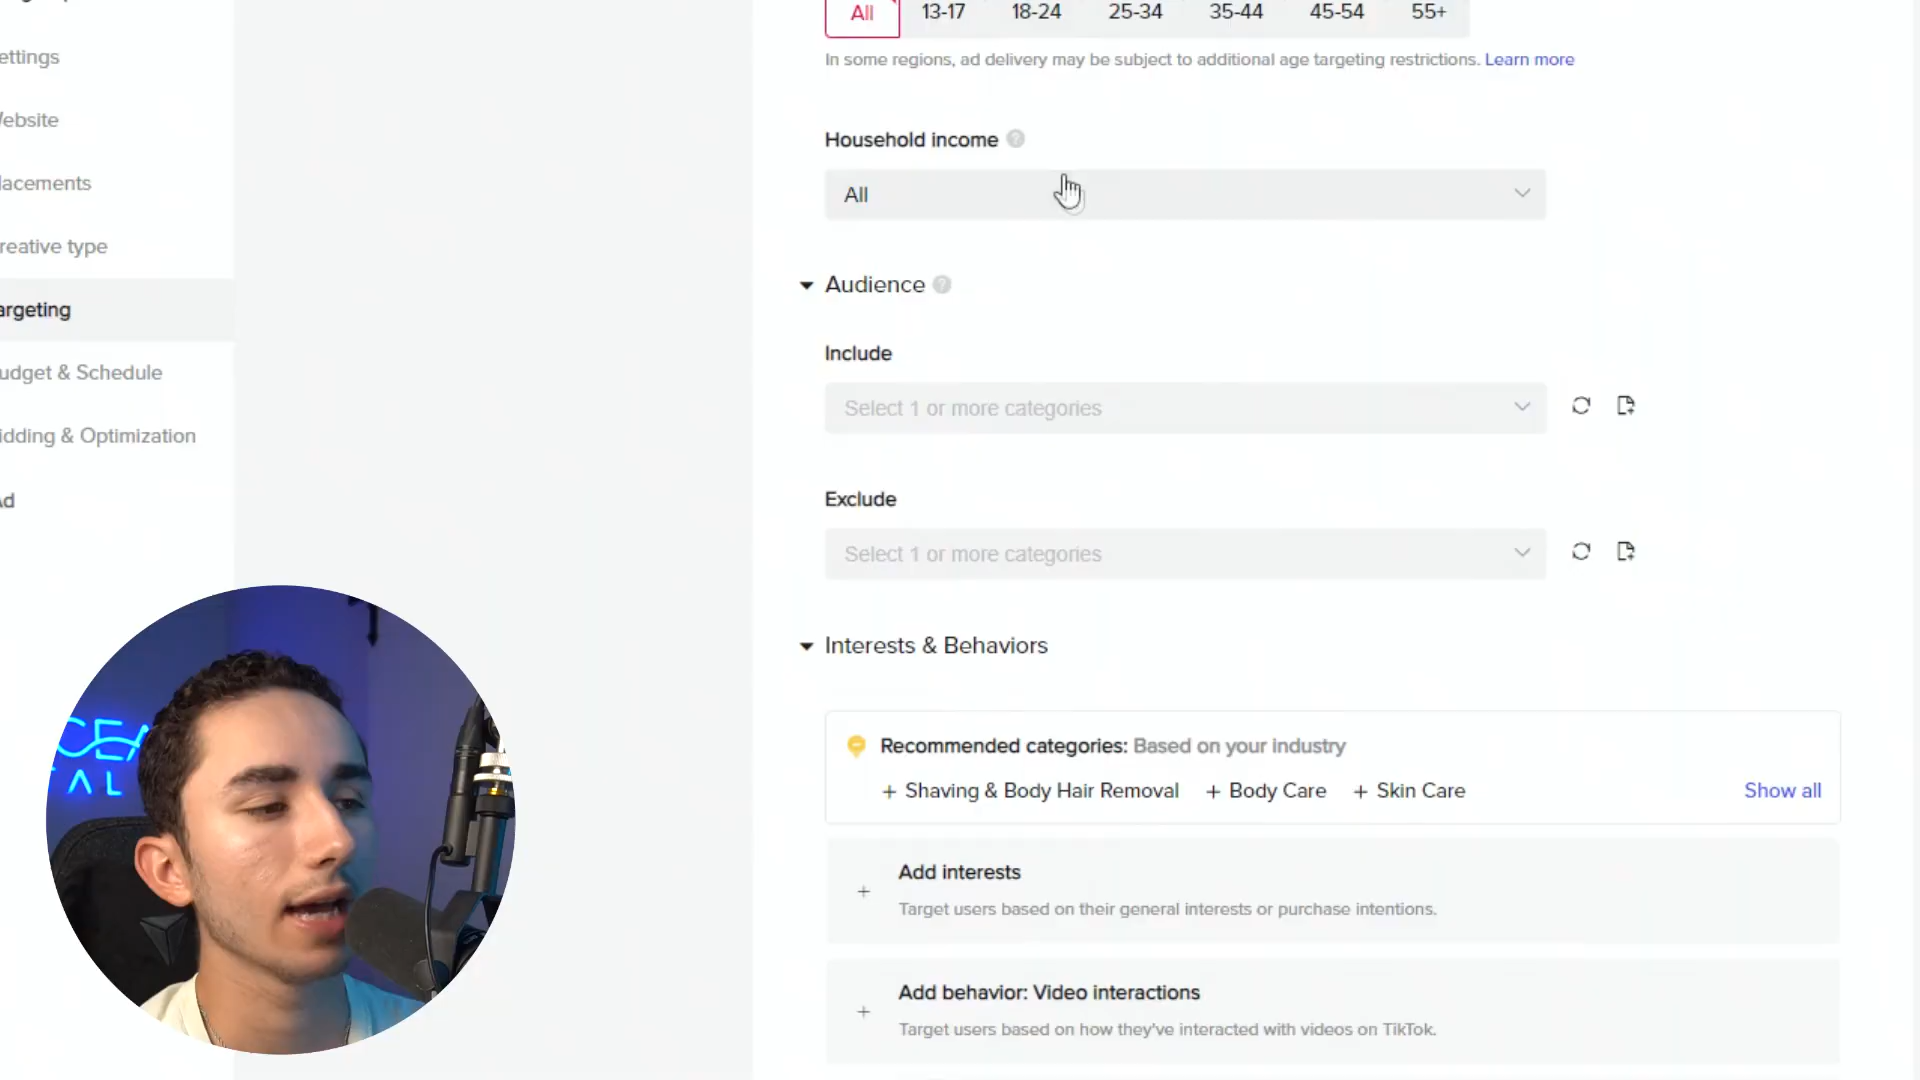 All 13-17 18-24 25-34 35-44 45-54 55+
In some regions, ad delivery may be subject to additional age targeting restrictions. Learn more
ettings
ebsite
lacements
reative type
argeting
udget & Schedule
idding & Optimization
Ad
Household income ?
All
Audience ?
Include
Select 1 or more categories
Exclude
Select 1 or more categories
Interests & Behaviors
Recommended categories: Based on your industry
+ Shaving & Body Hair Removal + Body Care + Skin Care Show all
+ Add interests
Target users based on their general interests or purchase intentions.
+ Add behavior: Video interactions
Target users based on how they've interacted with videos on TikTok.
CEA
AL